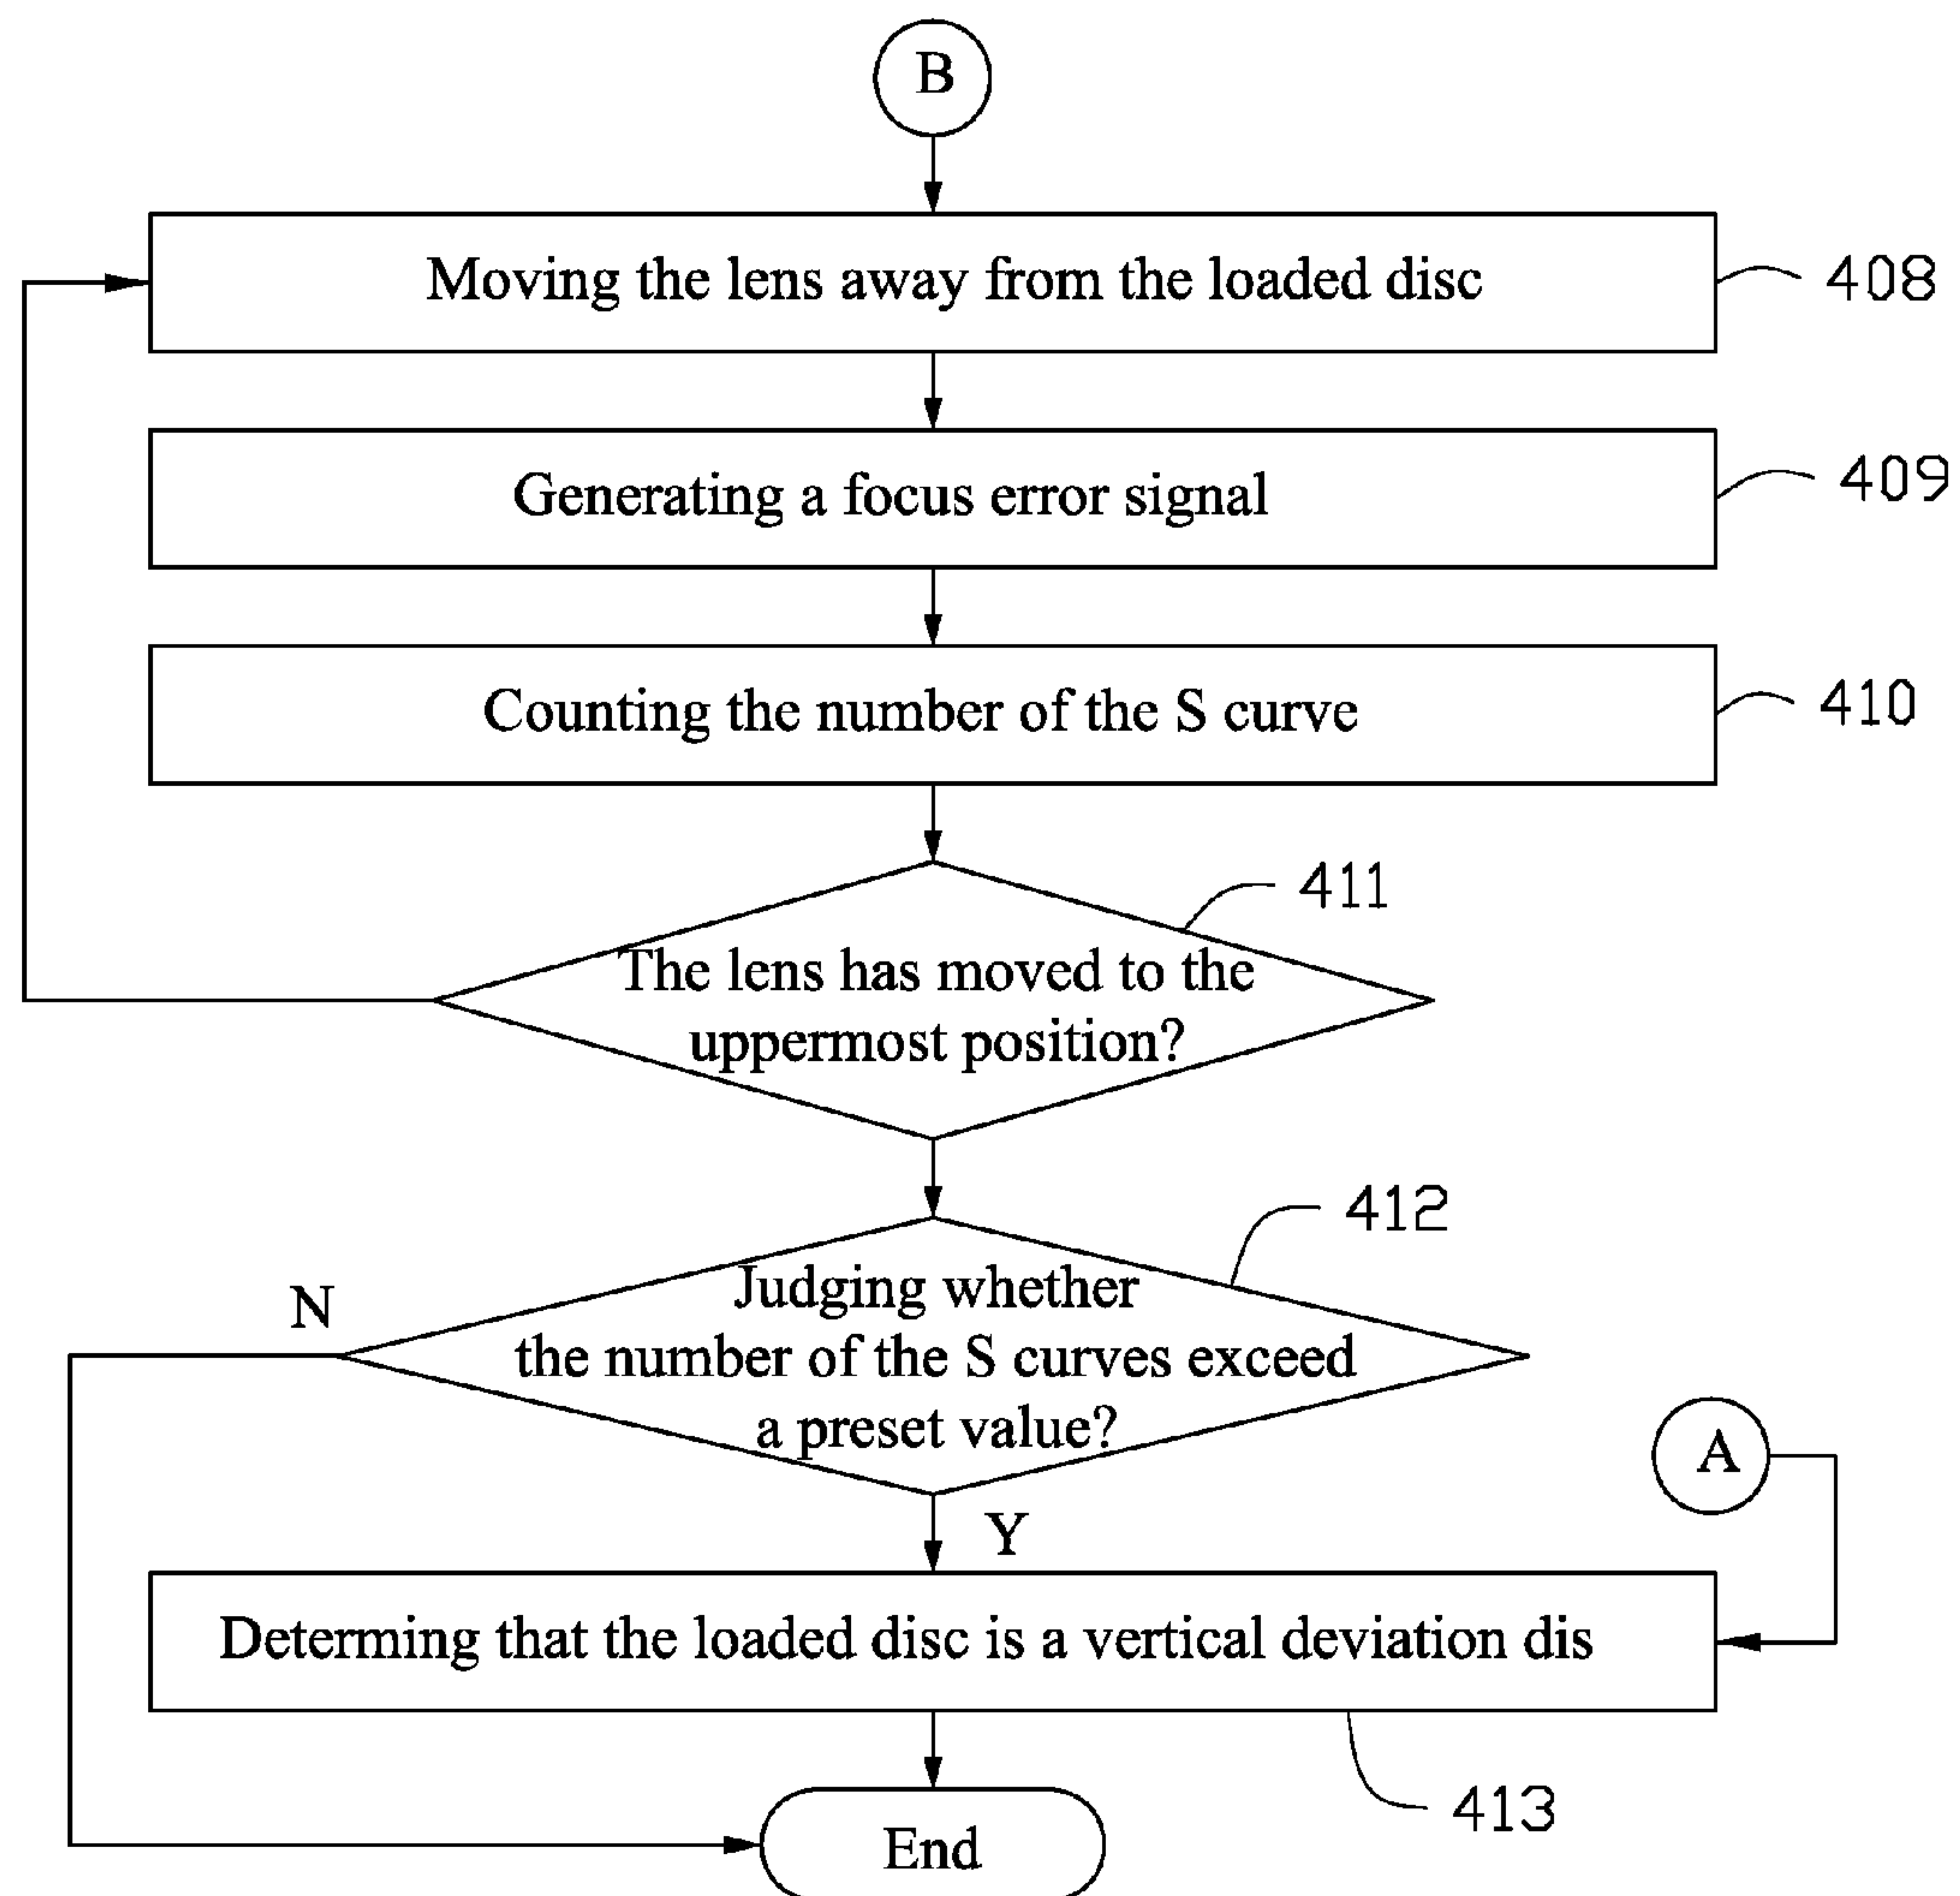 B
Moving the lens away from the loaded disc
408
Generating a focus error signal
409
Counting the number of the S curve
410
411
The lens has moved to the
uppermost position?
412
N
Judging whether
the number of the S curves exceed
a preset value?
A
Y
Determing that the loaded disc is a vertical deviation dis
413
End